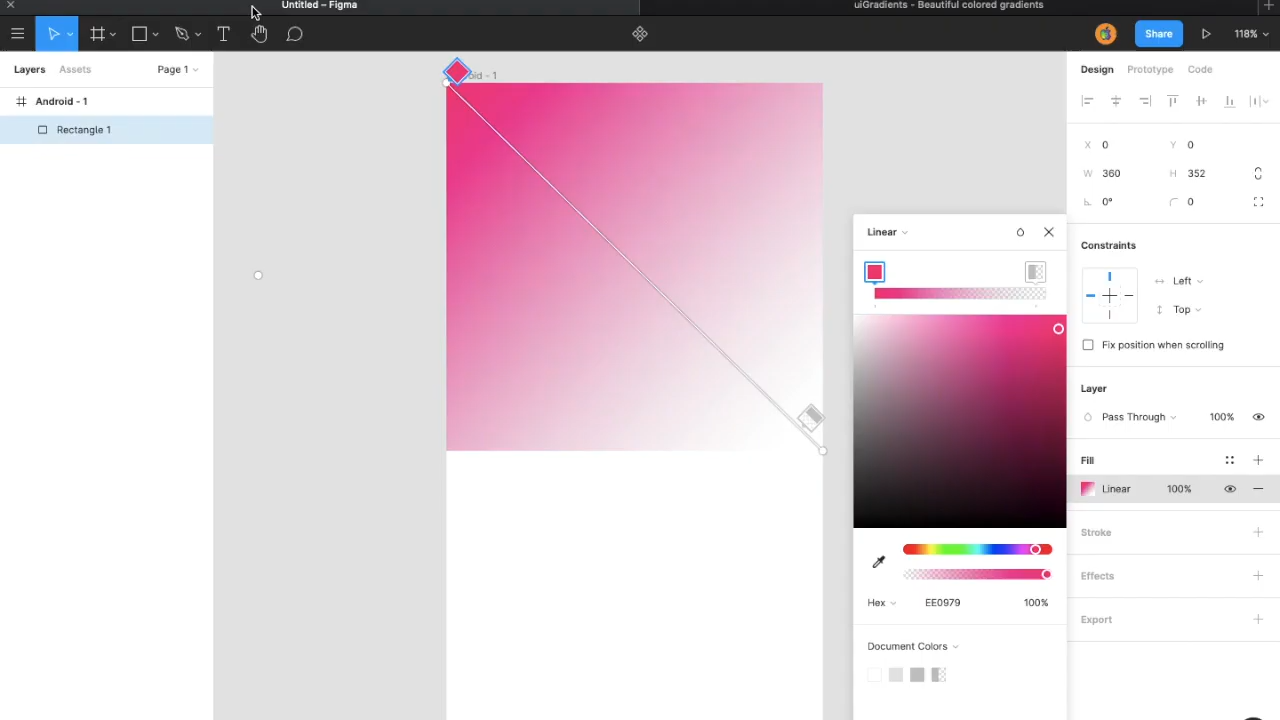 Untitled – Figma
uiGradients - Beautiful colored gradients
Share
118%
Layers
Assets
Page 1
Android - 1
Rectangle 1
oid - 1
Design
Prototype
Code
X 0
Y 0
W 360
H 352
0°
0
Constraints
Left
Top
Fix position when scrolling
Layer
Pass Through
100%
Fill
Linear
100%
Stroke
Effects
Export
Linear
Hex
EE0979
100%
Document Colors